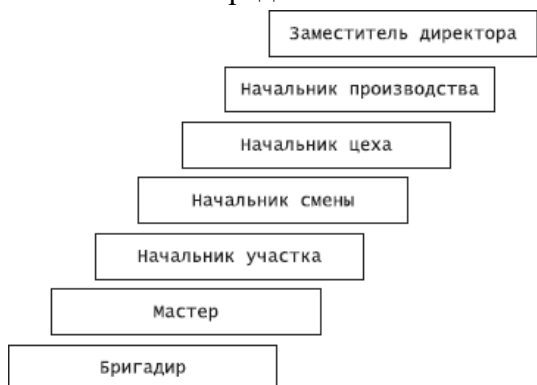 Заместитель директора
Начальник производства
Начальник цеха
Начальник смены
Начальник участка
Мастер
Бригадир